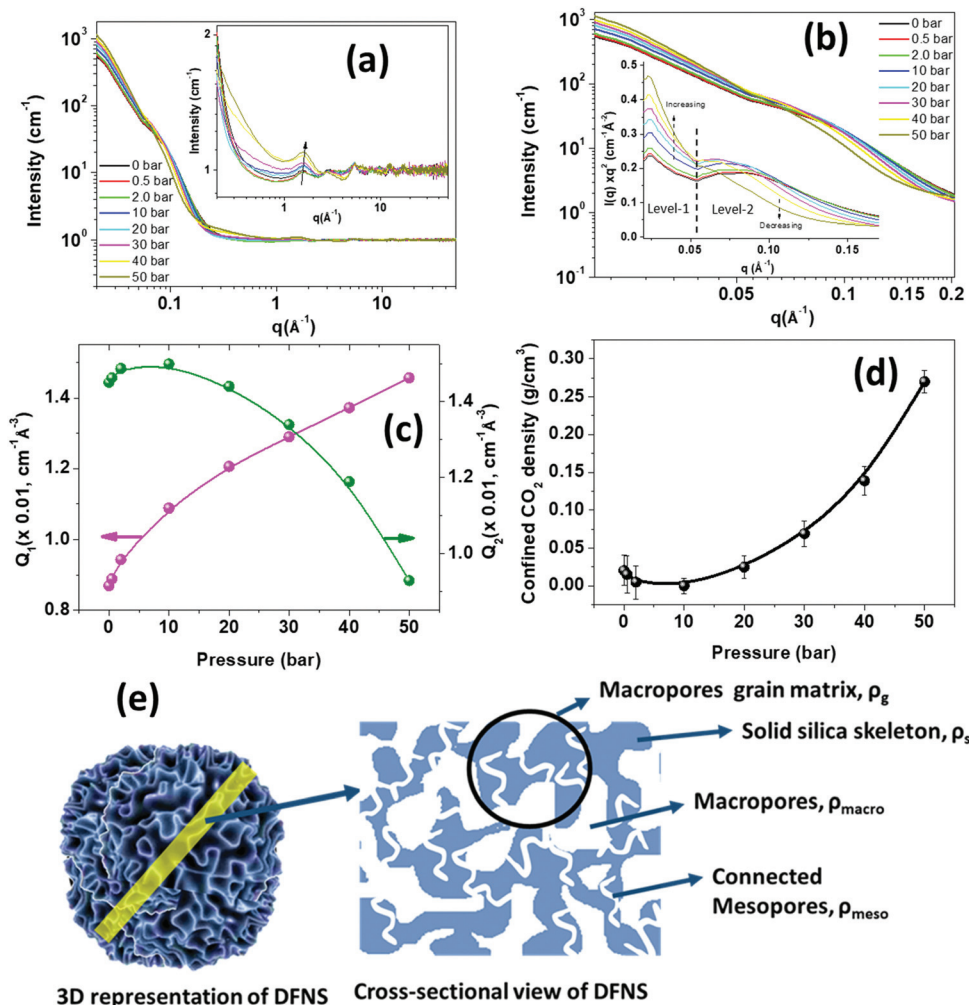 (a)
Intensity (cm⁻¹)
10³
10²
10¹
10⁰
0.1
1
10
q(Å⁻¹)
0 bar
0.5 bar
2.0 bar
10 bar
20 bar
30 bar
40 bar
50 bar
Intensity (cm⁻¹)
2
1
1
10
q(Å⁻¹)
(b)
Intensity (cm⁻¹)
10³
10²
10¹
10⁰
10⁻¹
0.05
0.1
0.15
0.2
q(Å⁻¹)
0 bar
0.5 bar
2.0 bar
10 bar
20 bar
30 bar
40 bar
50 bar
I(q) xq² (cm⁻¹Å⁻²)
0.5
0.4
0.3
0.2
0.1
0.0
0.05
0.10
0.15
q (Å⁻¹)
Increasing
Level-1
Level-2
Decreasing
(c)
Q₁(x 0.01, cm⁻¹Å⁻³)
1.4
1.2
1.0
0.8
0
10
20
30
40
50
Pressure (bar)
1.4
1.3
1.2
1.1
1.0
Q₂(x 0.01, cm⁻¹Å⁻³)
(d)
Confined CO₂ density (g/cm³)
0.30
0.25
0.20
0.15
0.10
0.05
0.00
0
10
20
30
40
50
Pressure (bar)
(e)
Macropores grain matrix, ρg
Solid silica skeleton, ρs
Macropores, ρmacro
Connected
Mesopores, ρmeso
3D representation of DFNS
Cross-sectional view of DFNS